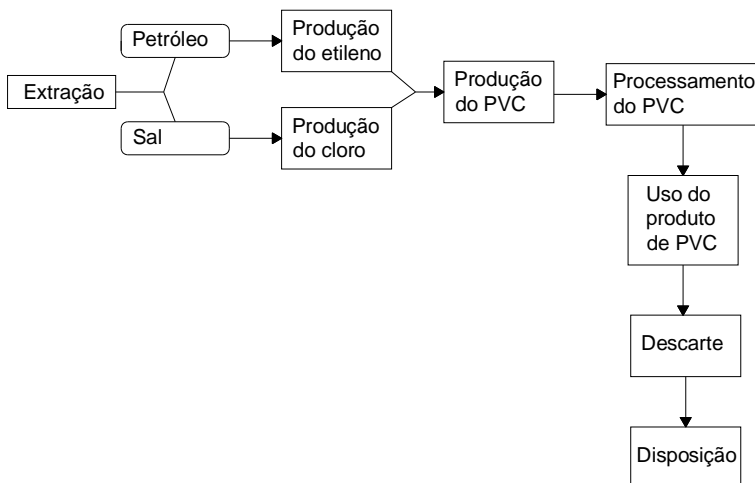 Petróleo
Produção
do etileno
Extração
Sal
Produção
do cloro
Produção
do PVC
Processamento
do PVC
Uso do
produto
de PVC
Descarte
Disposição